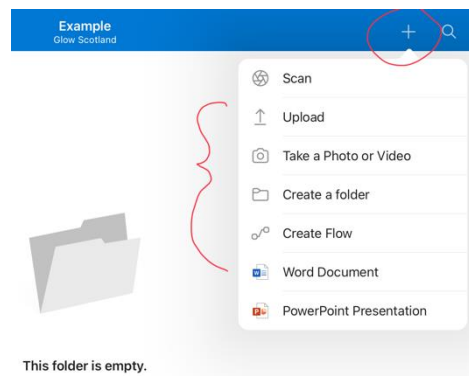 Example
Glow Scotland
Scan
Upload
Take a Photo or Video
Create a folder
Create Flow
Word Document
PowerPoint Presentation
This folder is empty.